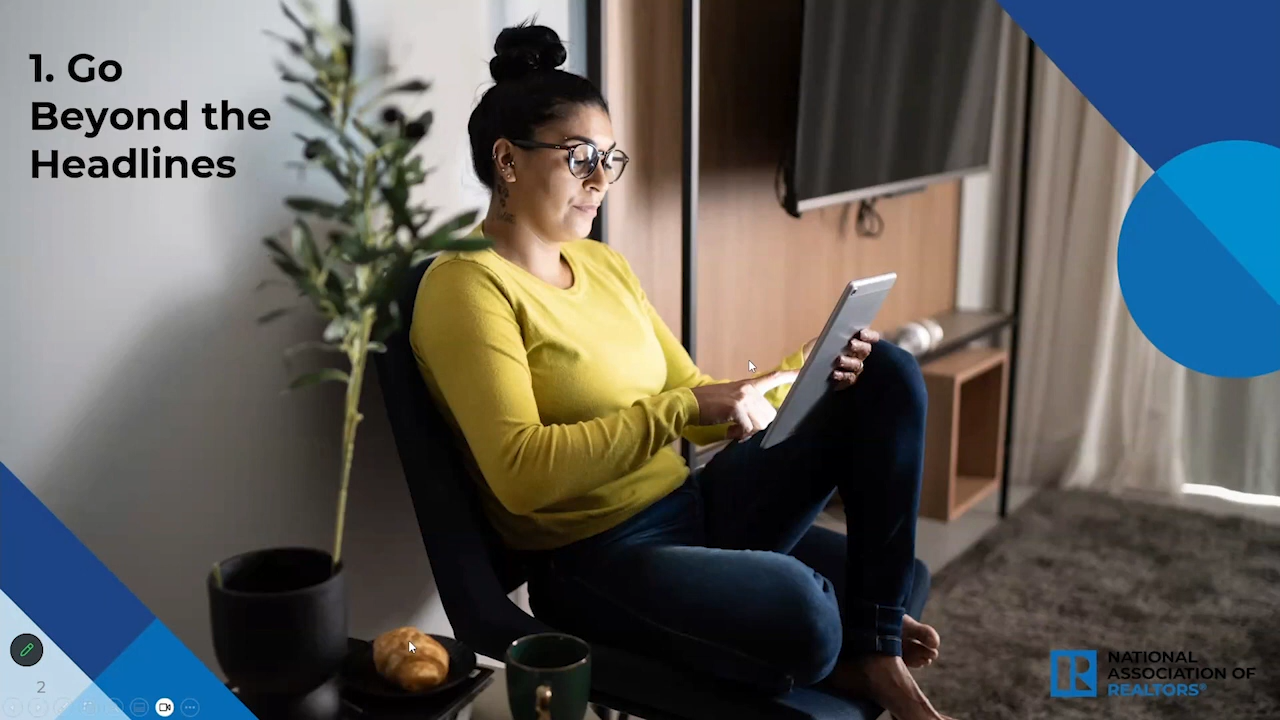 1. Go
Beyond the
Headlines
2
NATIONAL
ASSOCIATION OF
REALTORS®